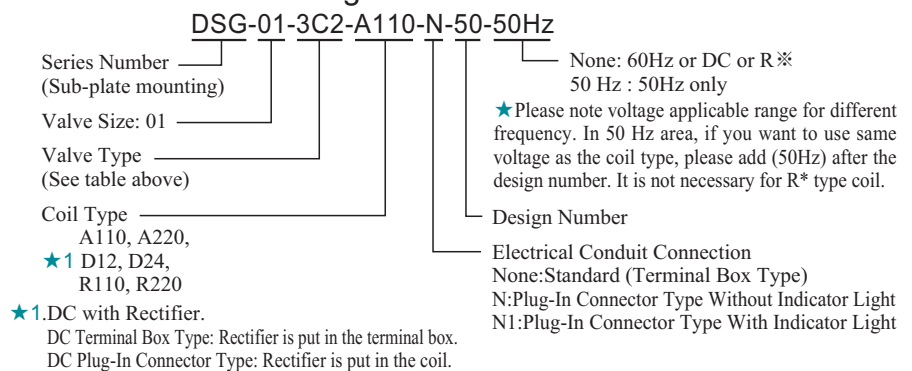 DSG-01-3C2-A110-N-50-50Hz
Series Number
(Sub-plate mounting)
Valve Size: 01
Valve Type
(See table above)
Coil Type
A110, A220,
★1 D12, D24,
R110, R220
★1.DC with Rectifier.
DC Terminal Box Type: Rectifier is put in the terminal box.
DC Plug-In Connector Type: Rectifier is put in the coil.
None: 60Hz or DC or R※
50 Hz : 50Hz only
★Please note voltage applicable range for different
frequency. In 50 Hz area, if you want to use same
voltage as the coil type, please add (50Hz) after the
design number. It is not necessary for R* type coil.
Design Number
Electrical Conduit Connection
None:Standard (Terminal Box Type)
N:Plug-In Connector Type Without Indicator Light
N1:Plug-In Connector Type With Indicator Light